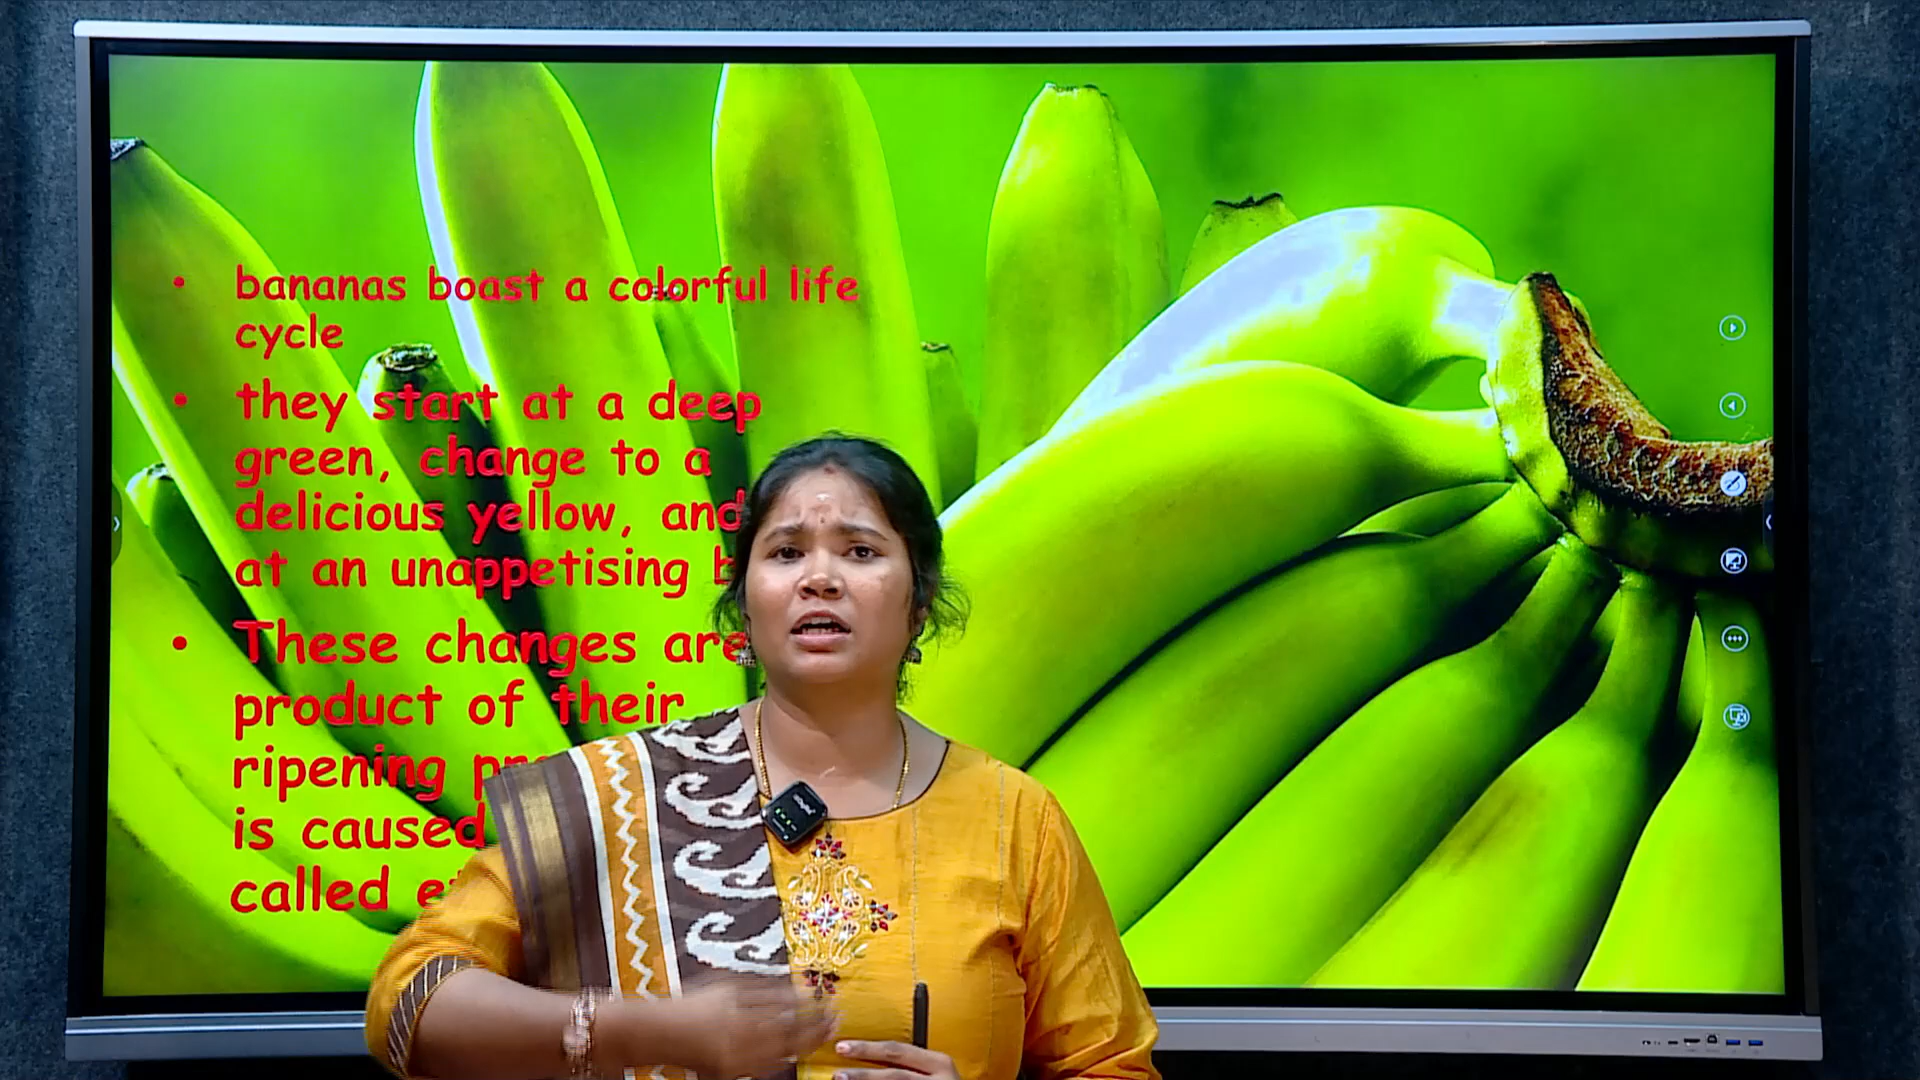 bananas boast a colorful life
cycle
they start at a deep
green, change to a
delicious yellow, and
at an unappetising
These changes are
product of their
ripening
is caused
called